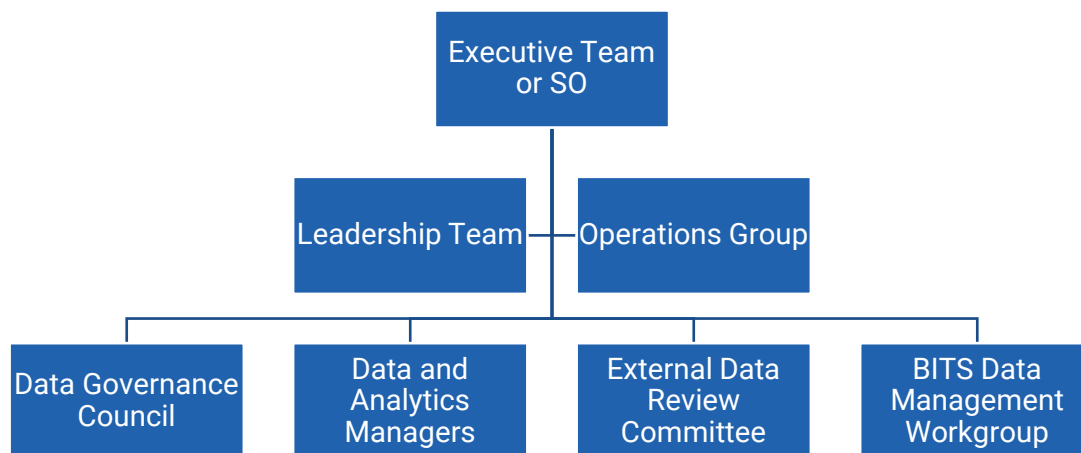 Executive Team
or SO
Leadership Team
Operations Group
Data Governance
Council
Data and
Analytics
Managers
External Data
Review
Committee
BITS Data
Management
Workgroup